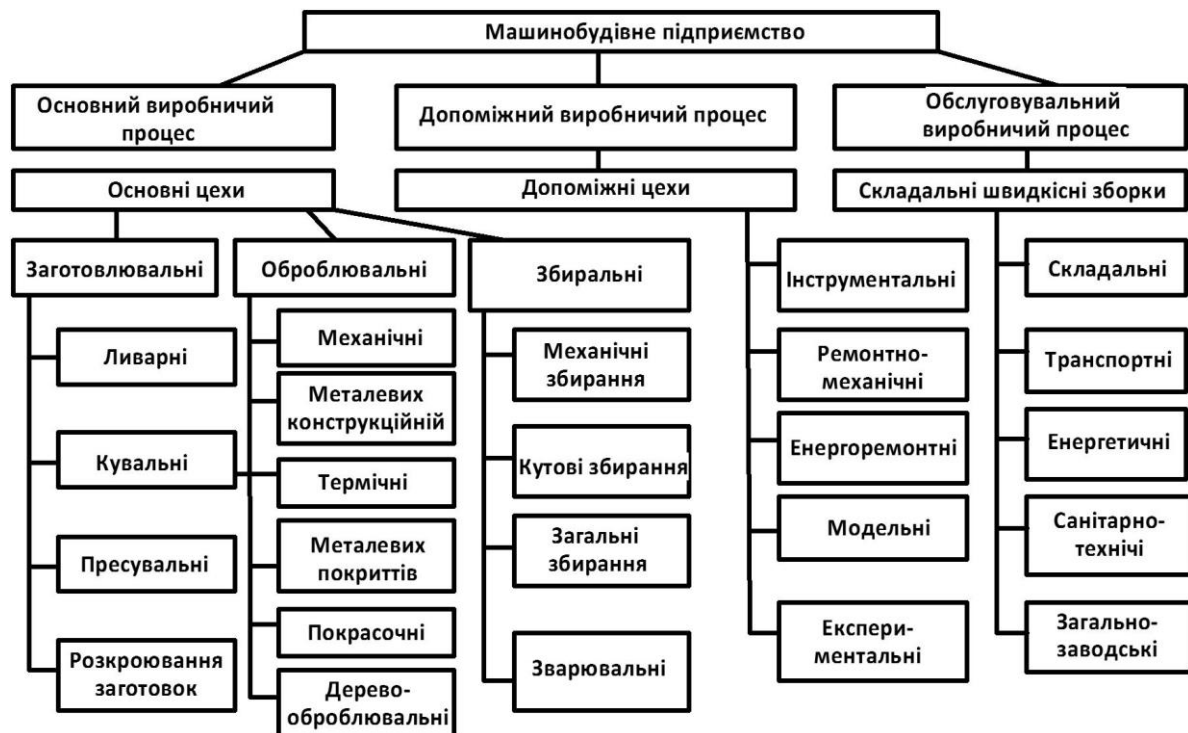 Машинобудівне підприємство
Основний виробничий
процес
Допоміжний виробничий процес
Обслуговувальний
виробничий процес
Основні цехи
Допоміжні цехи
Складальні швидкісні зборки
Заготовлювальні
Оброблювальні
Збиральні
Ливарні
Кувальні
Пресувальні
Розкроювання
заготовок
Механічні
Металевих
конструкційній
Термічні
Металевих
покриттів
Покрасочні
Дерево-
оброблювальні
Механічні
збирання
Кутові збирання
Загальні
збирання
Зварювальні
Інструментальні
Ремонтно-
механічні
Енергоремонтні
Модельні
Експери-
ментальні
Складальні
Транспортні
Енергетичні
Санітарно-
технічі
Загально-
заводські